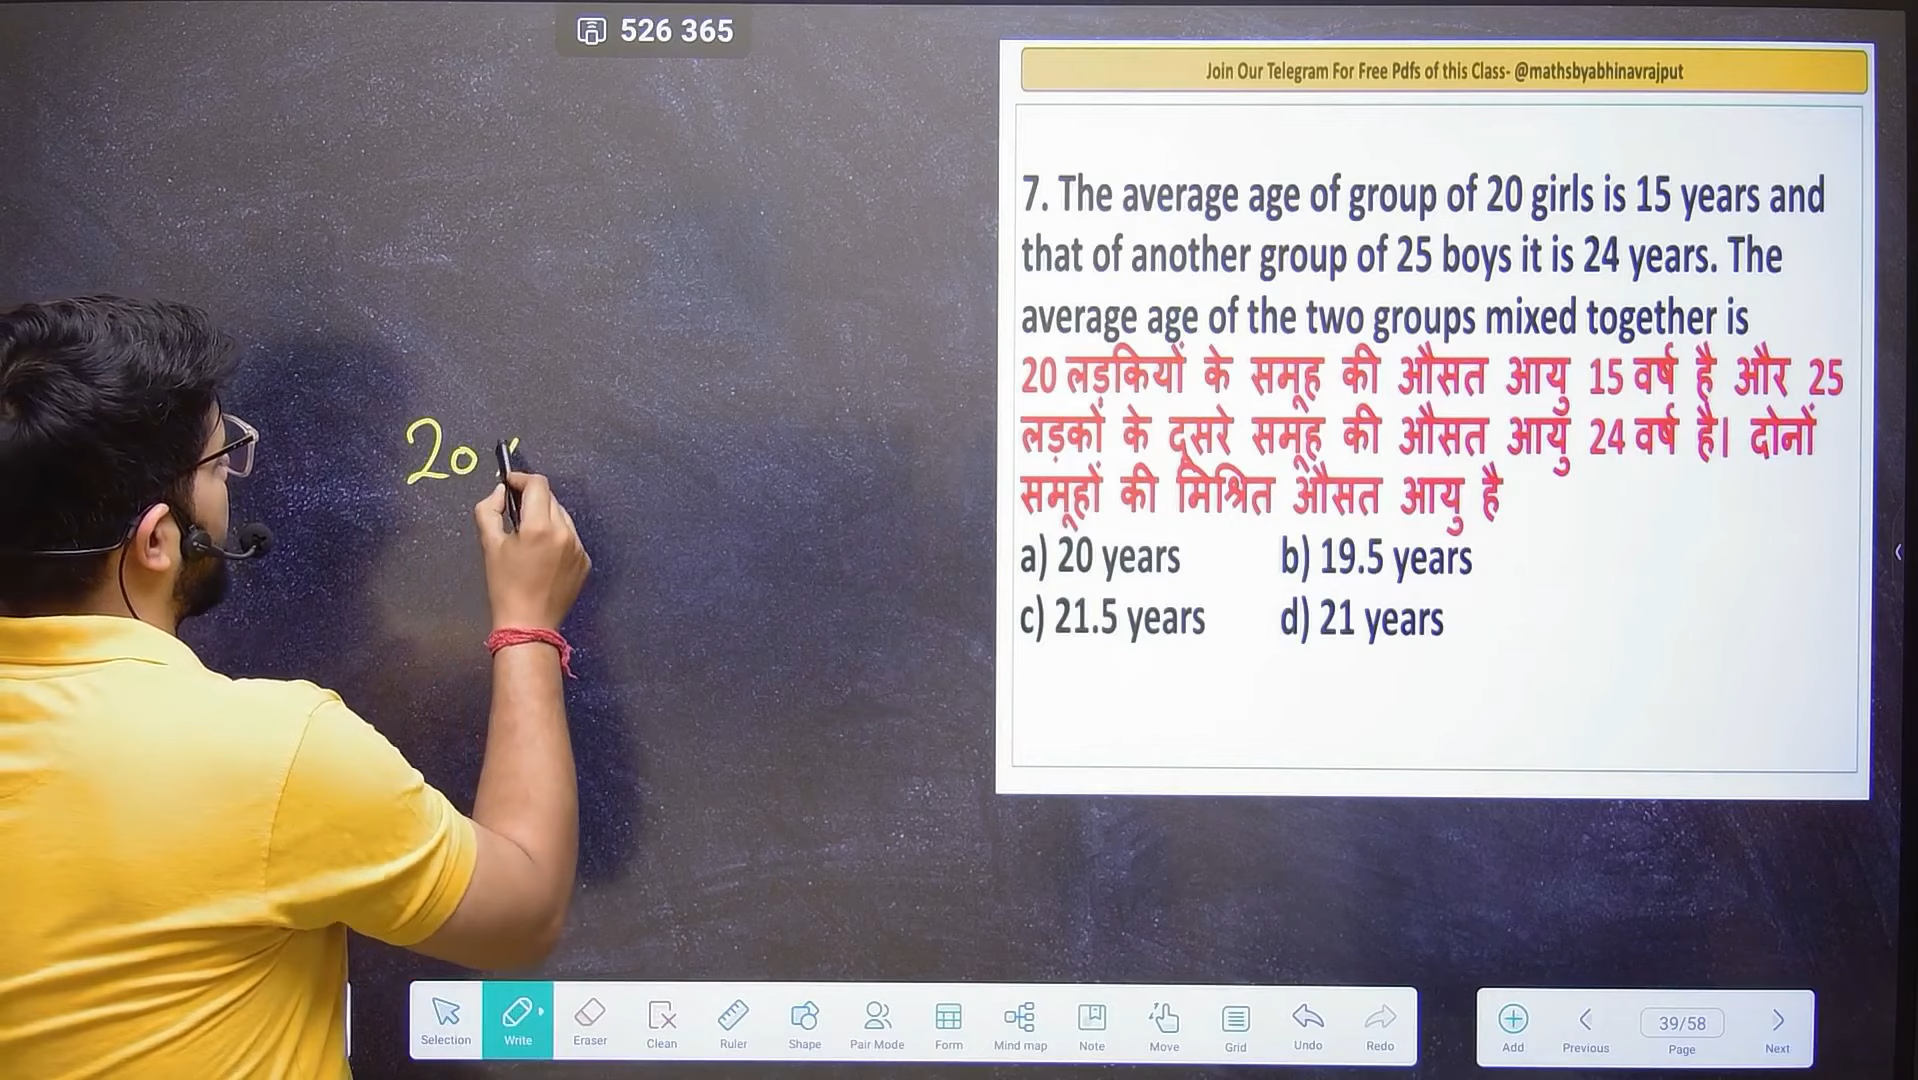 526 365
Join Our Telegram For Free Pdfs of this Class- @mathsbyabhinavrajput
7. The average age of group of 20 girls is 15 years and
that of another group of 25 boys it is 24 years. The
average age of the two groups mixed together is
20 लड़कियों के समूह की औसत आयु 15 वर्ष है और 25
लड़कों के दूसरे समूह की औसत आयु 24 वर्ष है। दोनों
समूहों की मिश्रित औसत आयु है
a) 20 years b) 19.5 years
c) 21.5 years d) 21 years
20
Selection Write Eraser Clean Ruler Shape Pair Mode Form Mind map Note Move Grid Undo Redo
39/58
Add Previous Page Next